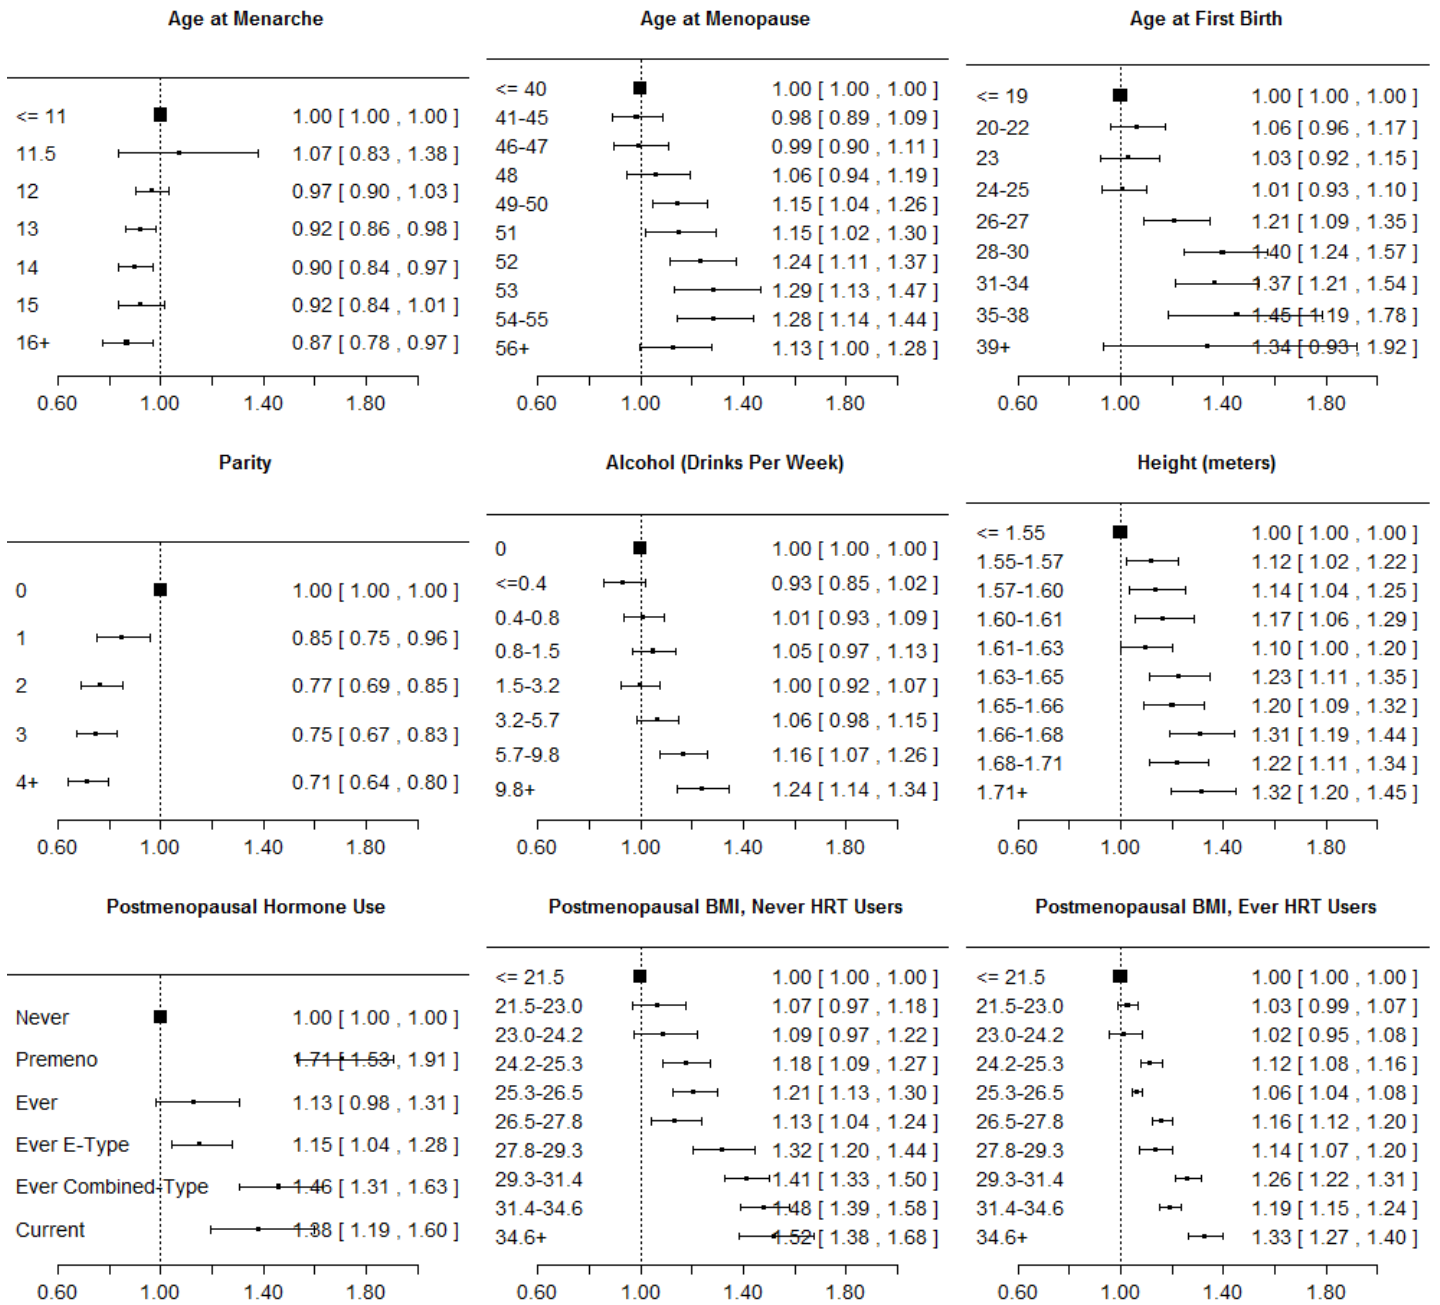 Age at Menarche
<= 11 1.00 [ 1.00 , 1.00 ]
11.5 1.07 [ 0.83 , 1.38 ]
12 0.97 [ 0.90 , 1.03 ]
13 0.92 [ 0.86 , 0.98 ]
14 0.90 [ 0.84 , 0.97 ]
15 0.92 [ 0.84 , 1.01 ]
16+ 0.87 [ 0.78 , 0.97 ]
0.60 1.00 1.40 1.80
Age at Menopause
<= 40 1.00 [ 1.00 , 1.00 ]
41-45 0.98 [ 0.89 , 1.09 ]
46-47 0.99 [ 0.90 , 1.11 ]
48 1.06 [ 0.94 , 1.19 ]
49-50 1.15 [ 1.04 , 1.26 ]
51 1.15 [ 1.02 , 1.30 ]
52 1.24 [ 1.11 , 1.37 ]
53 1.29 [ 1.13 , 1.47 ]
54-55 1.28 [ 1.14 , 1.44 ]
56+ 1.13 [ 1.00 , 1.28 ]
0.60 1.00 1.40 1.80
Age at First Birth
<= 19 1.00 [ 1.00 , 1.00 ]
20-22 1.06 [ 0.96 , 1.17 ]
23 1.03 [ 0.92 , 1.15 ]
24-25 1.01 [ 0.93 , 1.10 ]
26-27 1.21 [ 1.09 , 1.35 ]
28-30 1.40 [ 1.24 , 1.57 ]
31-34 1.37 [ 1.21 , 1.54 ]
35-38 1.45 [ 1.19 , 1.78 ]
39+ 1.34 [ 0.93 , 1.92 ]
0.60 1.00 1.40 1.80
Parity
0 1.00 [ 1.00 , 1.00 ]
1 0.85 [ 0.75 , 0.96 ]
2 0.77 [ 0.69 , 0.85 ]
3 0.75 [ 0.67 , 0.83 ]
4+ 0.71 [ 0.64 , 0.80 ]
0.60 1.00 1.40 1.80
Alcohol (Drinks Per Week)
0 1.00 [ 1.00 , 1.00 ]
<=0.4 0.93 [ 0.85 , 1.02 ]
0.4-0.8 1.01 [ 0.93 , 1.09 ]
0.8-1.5 1.05 [ 0.97 , 1.13 ]
1.5-3.2 1.00 [ 0.92 , 1.07 ]
3.2-5.7 1.06 [ 0.98 , 1.15 ]
5.7-9.8 1.16 [ 1.07 , 1.26 ]
9.8+ 1.24 [ 1.14 , 1.34 ]
0.60 1.00 1.40 1.80
Height (meters)
<= 1.55 1.00 [ 1.00 , 1.00 ]
1.55-1.57 1.12 [ 1.02 , 1.22 ]
1.57-1.60 1.14 [ 1.04 , 1.25 ]
1.60-1.61 1.17 [ 1.06 , 1.29 ]
1.61-1.63 1.10 [ 1.00 , 1.20 ]
1.63-1.65 1.23 [ 1.11 , 1.35 ]
1.65-1.66 1.20 [ 1.09 , 1.32 ]
1.66-1.68 1.31 [ 1.19 , 1.44 ]
1.68-1.71 1.22 [ 1.11 , 1.34 ]
1.71+ 1.32 [ 1.20 , 1.45 ]
0.60 1.00 1.40 1.80
Postmenopausal Hormone Use
Never 1.00 [ 1.00 , 1.00 ]
Premeno 1.71 [ 1.53 , 1.91 ]
Ever 1.13 [ 0.98 , 1.31 ]
Ever E-Type 1.15 [ 1.04 , 1.28 ]
Ever Combined-Type 1.46 [ 1.31 , 1.63 ]
Current 1.38 [ 1.19 , 1.60 ]
0.60 1.00 1.40 1.80
Postmenopausal BMI, Never HRT Users
<= 21.5 1.00 [ 1.00 , 1.00 ]
21.5-23.0 1.07 [ 0.97 , 1.18 ]
23.0-24.2 1.09 [ 0.97 , 1.22 ]
24.2-25.3 1.18 [ 1.09 , 1.27 ]
25.3-26.5 1.21 [ 1.13 , 1.30 ]
26.5-27.8 1.13 [ 1.04 , 1.24 ]
27.8-29.3 1.32 [ 1.20 , 1.44 ]
29.3-31.4 1.41 [ 1.33 , 1.50 ]
31.4-34.6 1.48 [ 1.39 , 1.58 ]
34.6+ 1.52 [ 1.38 , 1.68 ]
0.60 1.00 1.40 1.80
Postmenopausal BMI, Ever HRT Users
<= 21.5 1.00 [ 1.00 , 1.00 ]
21.5-23.0 1.03 [ 0.99 , 1.07 ]
23.0-24.2 1.02 [ 0.95 , 1.08 ]
24.2-25.3 1.12 [ 1.08 , 1.16 ]
25.3-26.5 1.06 [ 1.04 , 1.08 ]
26.5-27.8 1.16 [ 1.12 , 1.20 ]
27.8-29.3 1.14 [ 1.07 , 1.20 ]
29.3-31.4 1.26 [ 1.22 , 1.31 ]
31.4-34.6 1.19 [ 1.15 , 1.24 ]
34.6+ 1.33 [ 1.27 , 1.40 ]
0.60 1.00 1.40 1.80